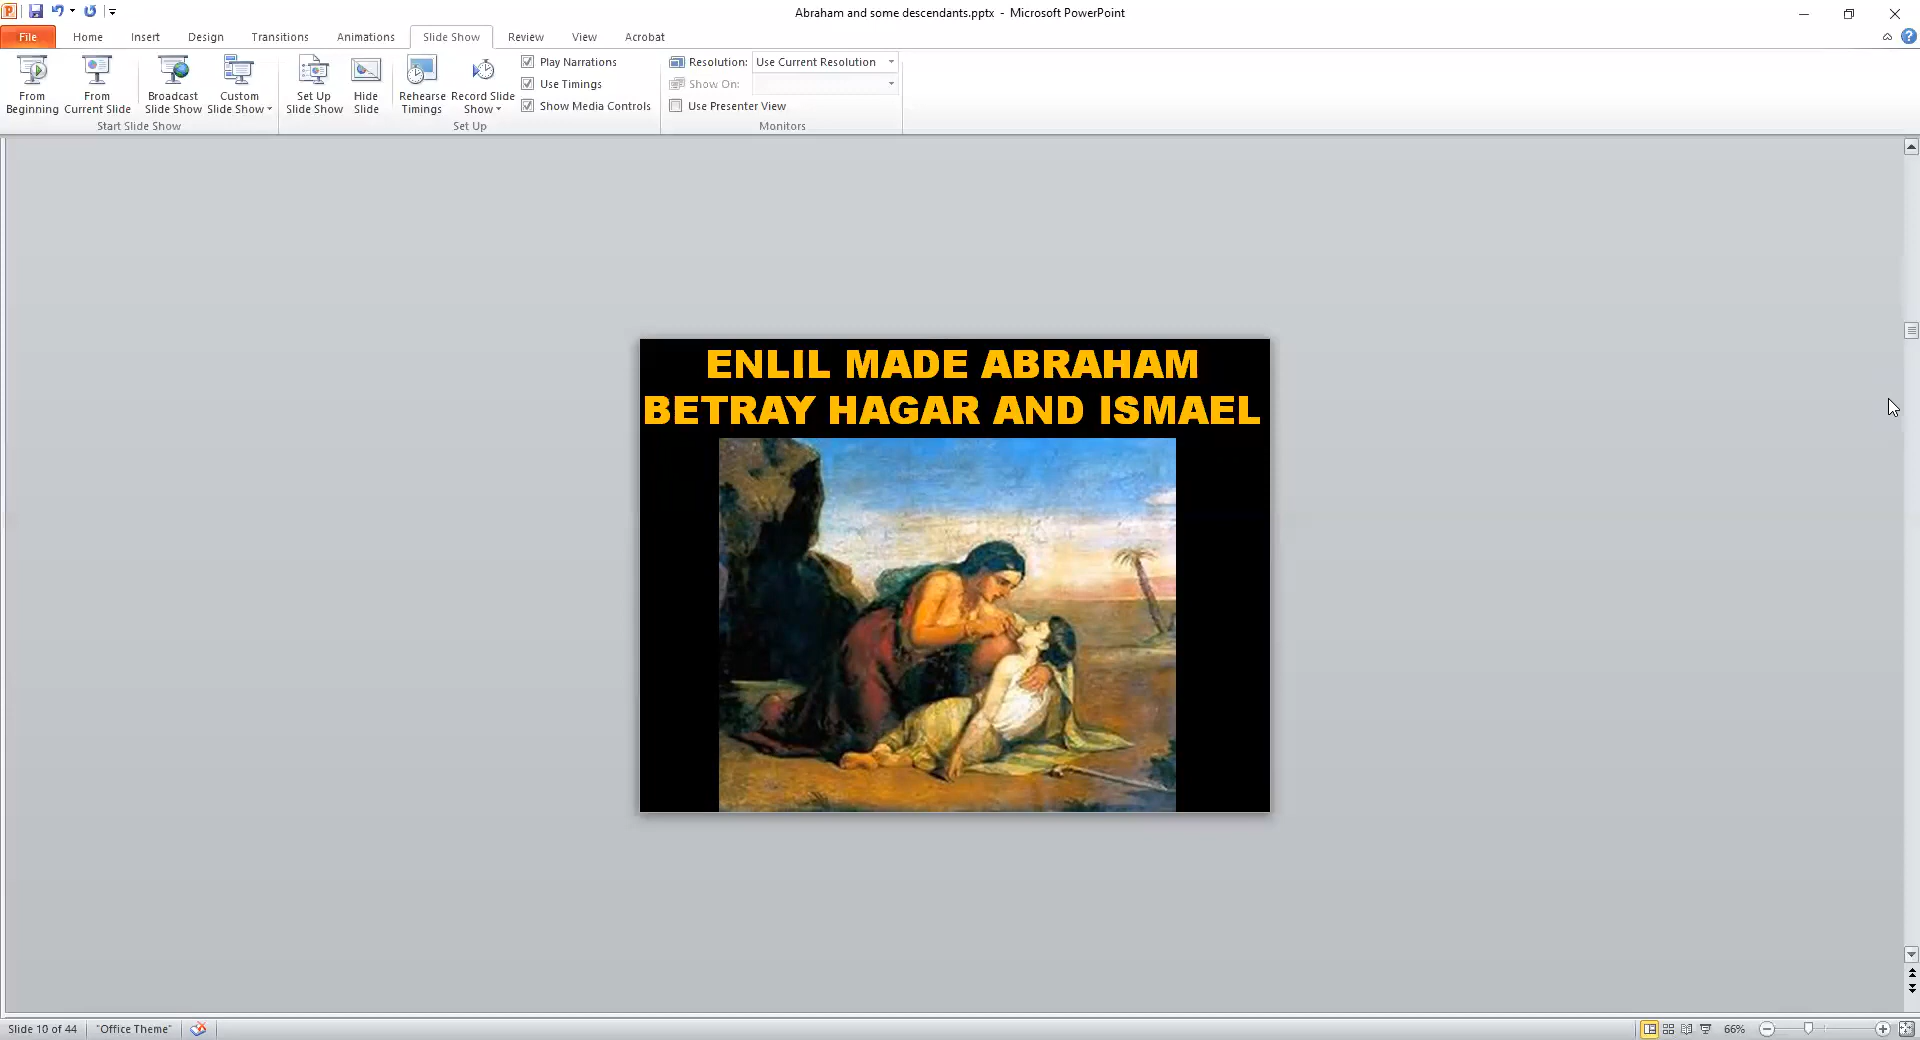 Abraham and some descendants.pptx - Microsoft PowerPoint
File Home Insert Design Transitions Animations Slide Show Review View Acrobat
From Beginning
From Current Slide
Broadcast Slide Show
Custom Slide Show
Start Slide Show
Set Up Slide Show
Hide Slide
Rehearse Timings
Record Slide Show
Play Narrations
Use Timings
Show Media Controls
Set Up
Resolution: Use Current Resolution
Show On:
Use Presenter View
Monitors
ENLIL MADE ABRAHAM
BETRAY HAGAR AND ISMAEL
Slide 10 of 44 "Office Theme" 66%